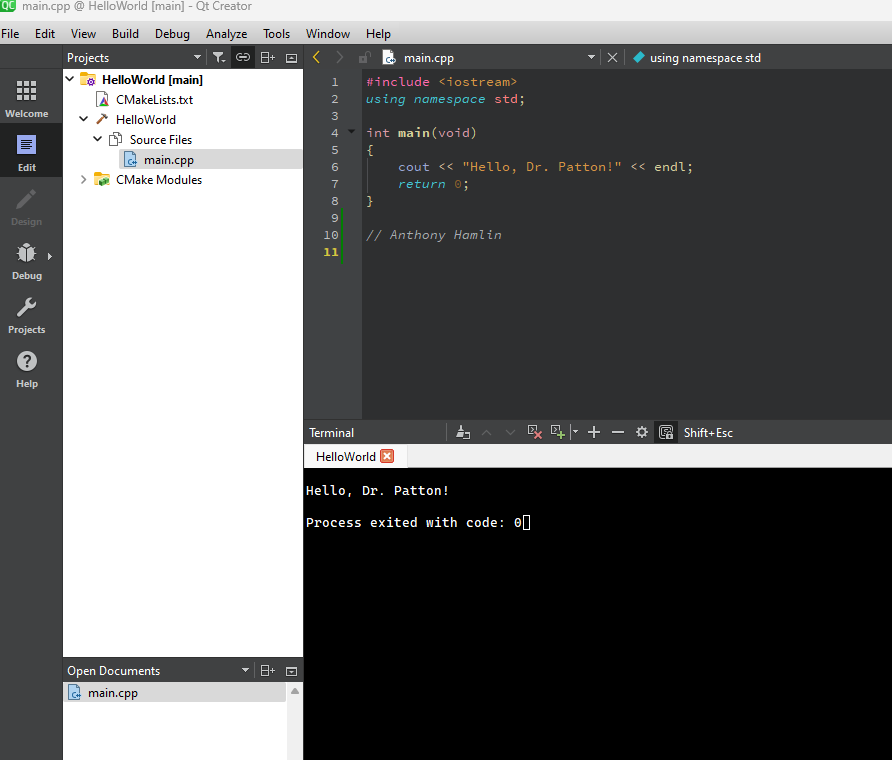 QC main.cpp @ HelloWorld [main] - Qt Creator
File Edit View Build Debug Analyze Tools Window Help
Projects
main.cpp
using namespace std
Welcome
Edit
Design
Debug
Projects
Help
HelloWorld [main]
CMakeLists.txt
HelloWorld
Source Files
C++ main.cpp
CMake Modules
1 #include <iostream>
2 using namespace std;
3
4 int main(void)
5 {
6 cout << "Hello, Dr. Patton!" << endl;
7 return 0;
8 }
9
10 // Anthony Hamlin
11
Terminal
Shift+Esc
HelloWorld
Hello, Dr. Patton!
Process exited with code: 0
Open Documents
C++ main.cpp